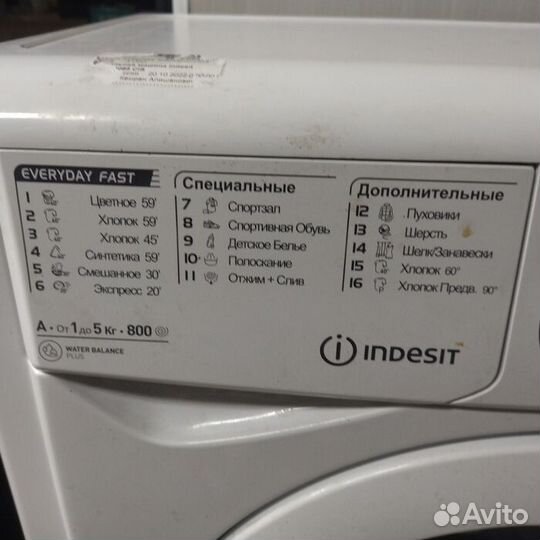 20.10.2022
EVERYDAY FAST
1 Цветное 59'
2 Хлопок 59'
3 Хлопок 45'
4 Синтетика 59'
5 Смешанное 30'
6 Экспресс 20'
Специальные
7 Спортзал
8 Спортивная Обувь
9 Детское Белье
10 Полоскание
11 Отжим + Слив
Дополнительные
12 Пуховики
13 Шерсть
14 Шелк/Занавески
15 Хлопок 60°
16 Хлопок Предв. 90°
A • От 1 до 5 Кг • 800
WATER BALANCE
PLUS
INDESIT
Avito